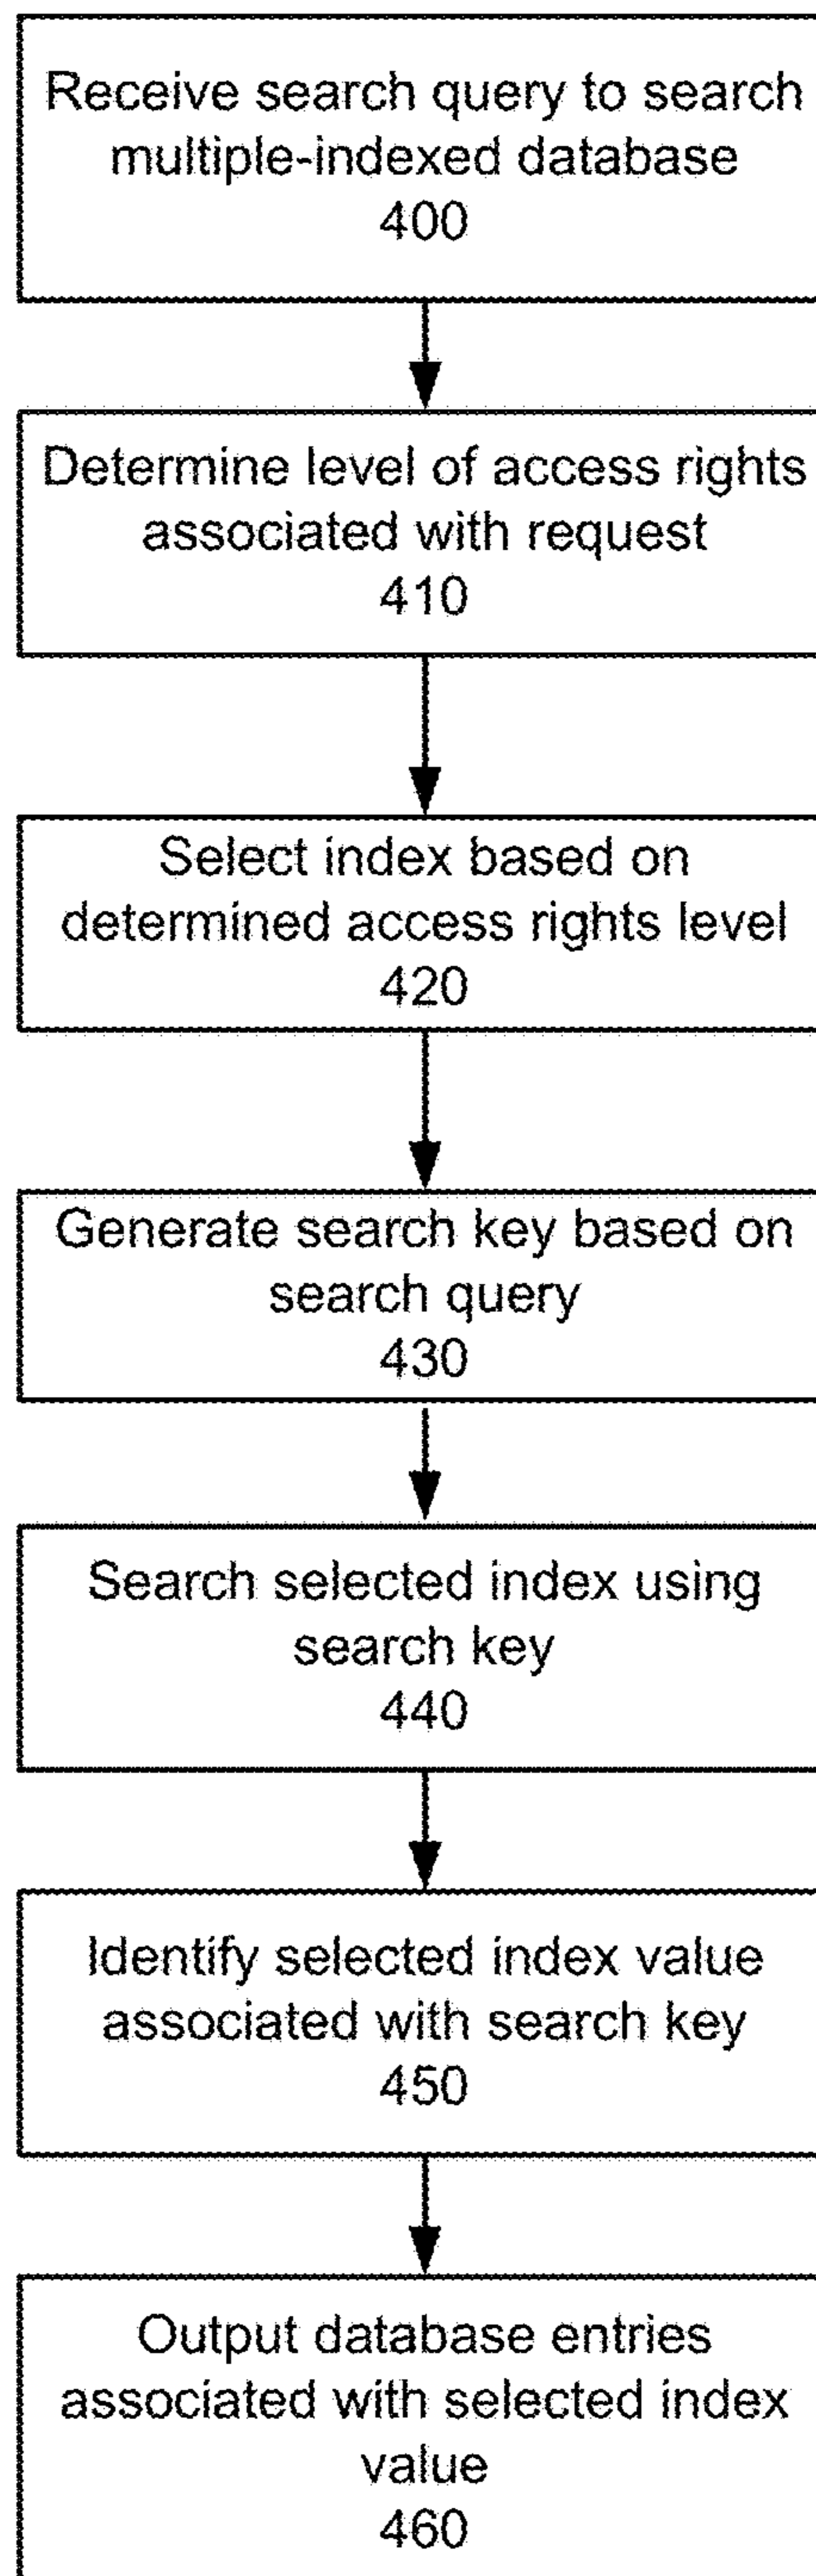 Receive search query to search
multiple-indexed database
400
Determine level of access rights
associated with request
410
Select index based on
determined access rights level
420
Generate search key based on
search query
430
Search selected index using
search key
440
Identify selected index value
associated with search key
450
Output database entries
associated with selected index
value
460